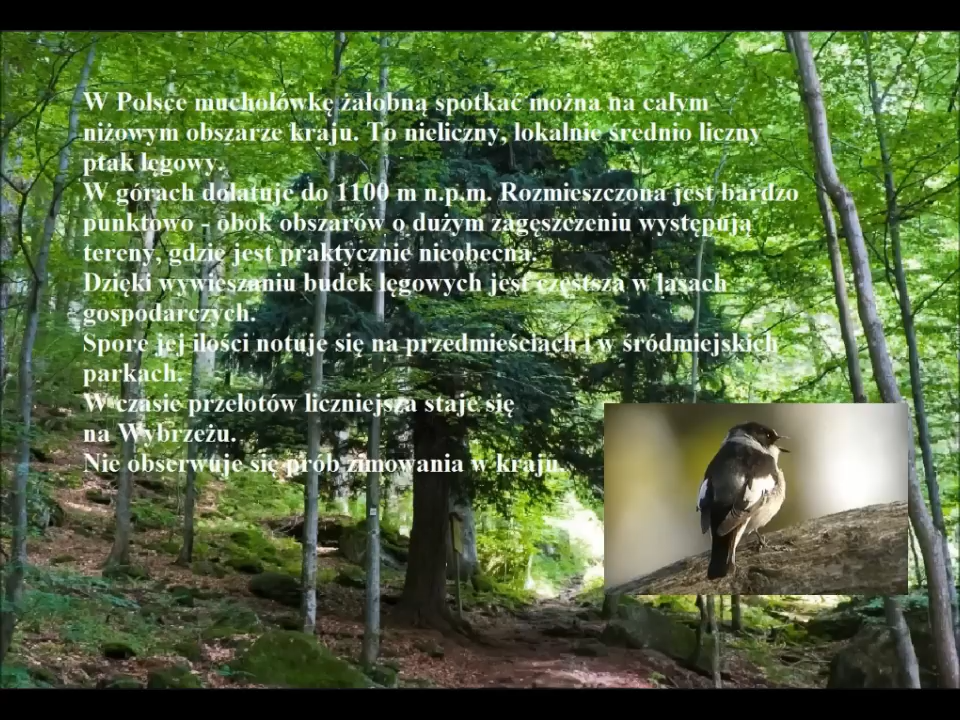 W Polsce muchołówkę żałobną spotkać można na całym
niżowym obszarze kraju. To nieliczny, lokalnie średnio liczny
ptak lęgowy.
W górach dolatuje do 1100 m n.p.m. Rozmieszczona jest bardzo
punktowo - obok obszarów o dużym zagęszczeniu występują
tereny, gdzie jest praktycznie nieobecna.
Dzięki wywieszaniu budek lęgowych jest częstsza w lasach
gospodarczych.
Spore jej ilości notuje się na przedmieściach i w śródmiejskich
parkach.
W czasie przelotów liczniejsza staje się
na Wybrzeżu.
Nie obserwuje się prób zimowania w kraju.